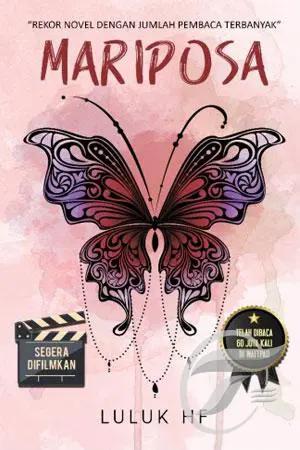 "REKOR NOVEL DENGAN JUMLAH PEMBACA TERBANYAK"
MARIPOSA
SEGERA
DIFILMKAN
TELAH DIBACA
60 JUTA KALI
DI WATTPAD
LULUK HF